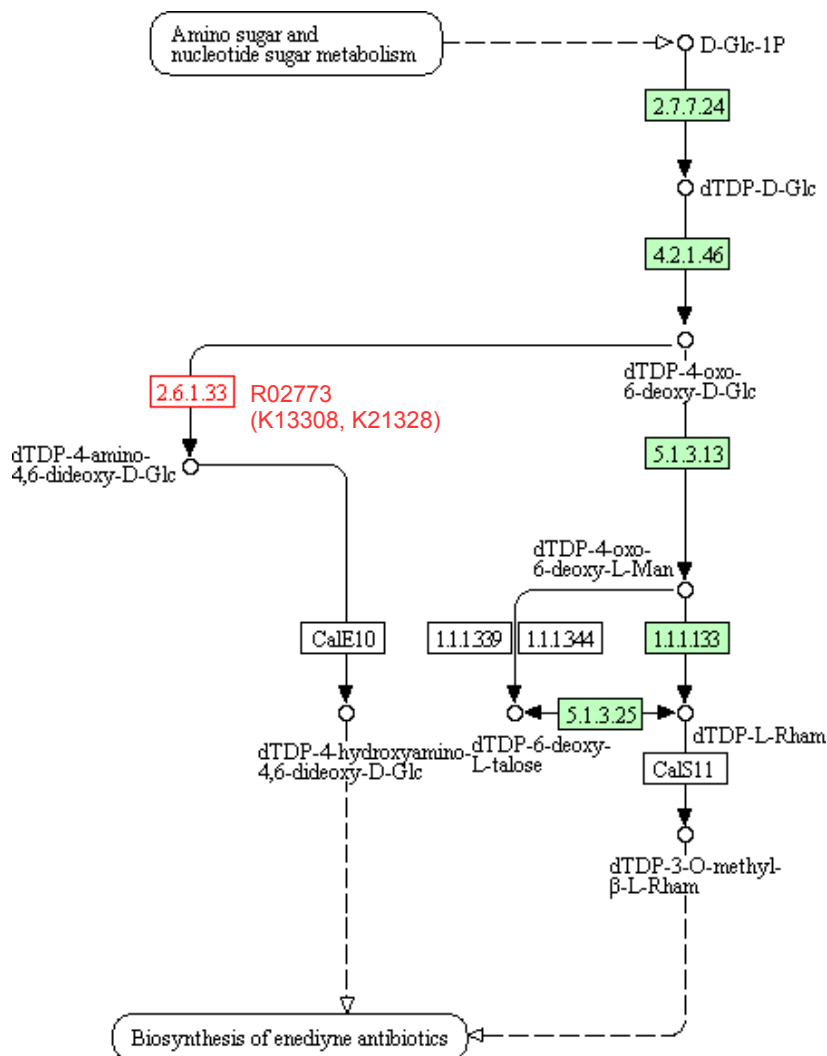 Amino sugar and
nucleotide sugar metabolism
D-Glc-1P
2.7.7.24
dTDP-D-Glc
4.2.1.46
dTDP-4-oxo-
6-deoxy-D-Glc
2.6.1.33
R02773
(K13308, K21328)
dTDP-4-amino-
4,6-dideoxy-D-Glc
5.1.3.13
dTDP-4-oxo-
6-deoxy-L-Man
CalE10
1.1.1.339
1.1.1.344
1.1.1.133
5.1.3.25
dTDP-4-hydroxyamino-
4,6-dideoxy-D-Glc
dTDP-6-deoxy-
L-talose
dTDP-L-Rham
CalS11
dTDP-3-O-methyl-
β-L-Rham
Biosynthesis of enediyne antibiotics